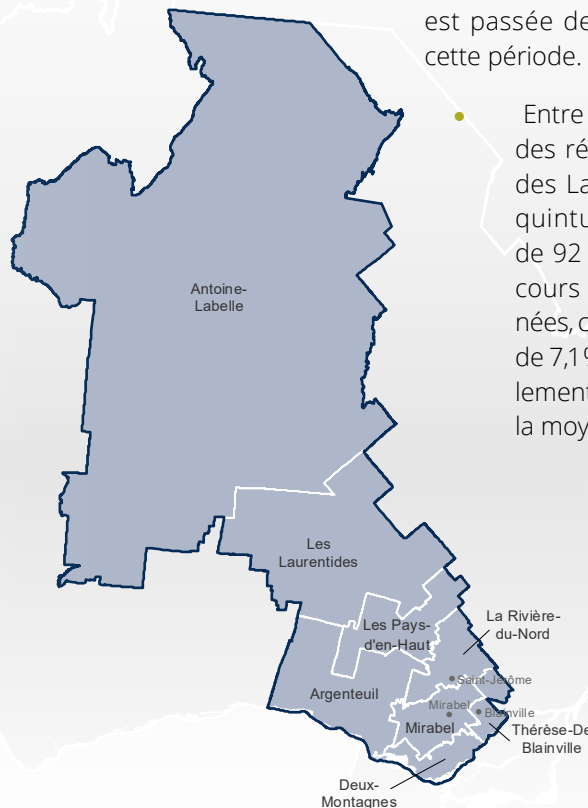 est passée de
cette période.
Entre
des ré
des La
quintu
de 92
cours
nées, c
de 7,1%
lement
la moy
Antoine-
Labelle
Les
Laurentides
Les Pays-
d'en-Haut
La Rivière-
du-Nord
Saint-Jérôme
Argenteuil
Mirabel
Blainville
Mirabel
Thérèse-De
Blainville
Deux-
Montagnes